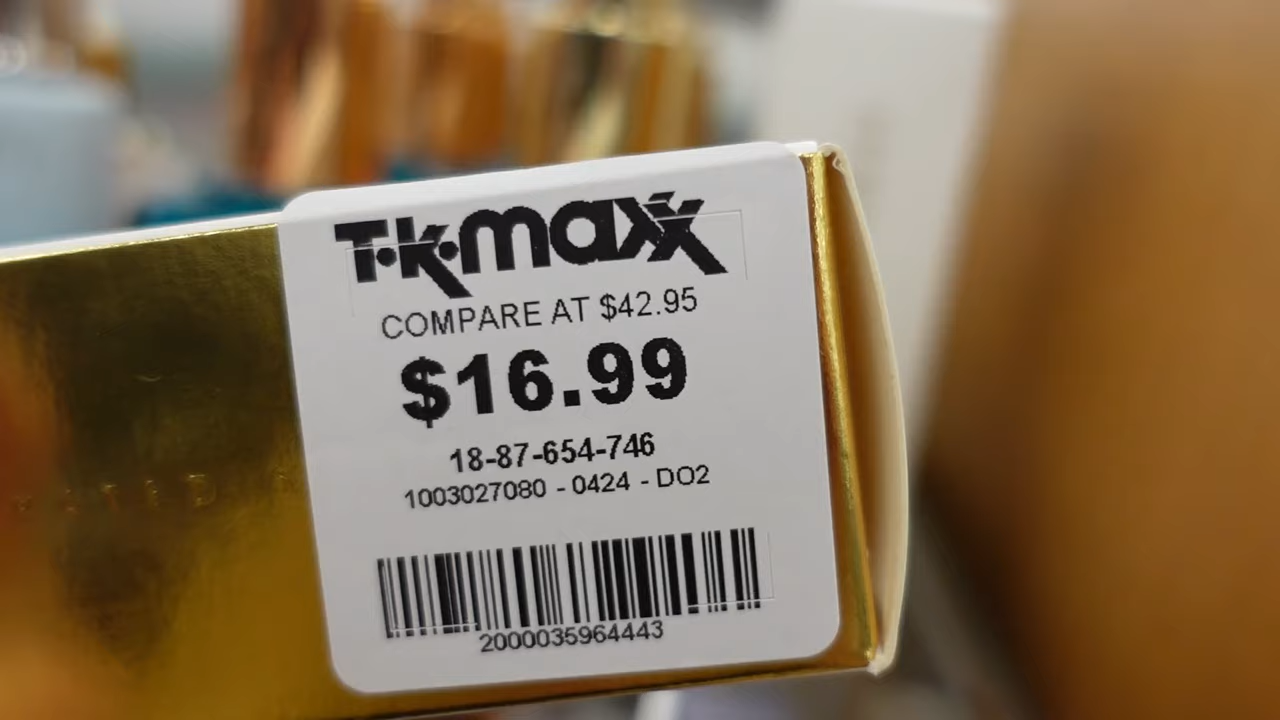 T·K·maxx
COMPARE AT $42.95
$16.99
18-87-654-746
1003027080 - 0424 - DO2
2000035964443